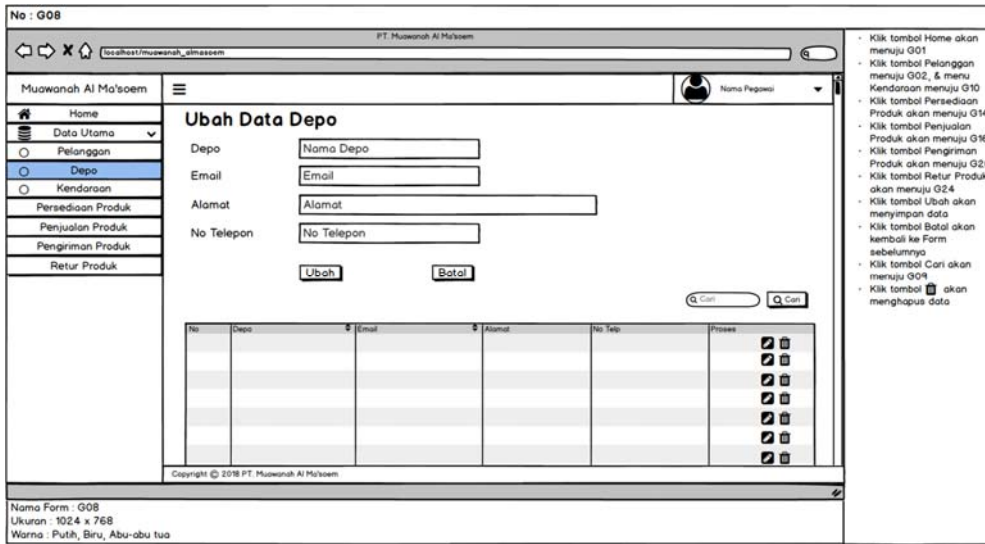 No : G08
PT. Muawanah Al Ma'soem
localhost/muawanah_almasoem
Muawanah Al Ma'soem
Nama Pegawai
Home
Data Utama
Pelanggan
Depo
Kendaraan
Persediaan Produk
Penjualan Produk
Pengiriman Produk
Retur Produk
Ubah Data Depo
Depo
Nama Depo
Email
Email
Alamat
Alamat
No Telepon
No Telepon
Ubah
Batal
Cari
Cari
No Depo Email Alamat No Telp Proses
Copyright © 2018 PT. Muawanah Al Ma'soem
- Klik tombol Home akan
menuju G01
- Klik tombol Pelanggan
menuju G02, & menu
Kendaraan menuju G10
- Klik tombol Persediaan
Produk akan menuju G14
- Klik tombol Penjualan
Produk akan menuju G16
- Klik tombol Pengiriman
Produk akan menuju
- Klik tombol Retur Produk
akan menuju G24
- Klik tombol Ubah akan
menyimpan data
- Klik tombol Batal akan
kembali ke Form
sebelumnya
- Klik tombol Cari akan
menuju G09
- Klik tombol akan
menghapus data
Nama Form : G08
Ukuran : 1024 x 768
Warna : Putih, Biru, Abu-abu tua